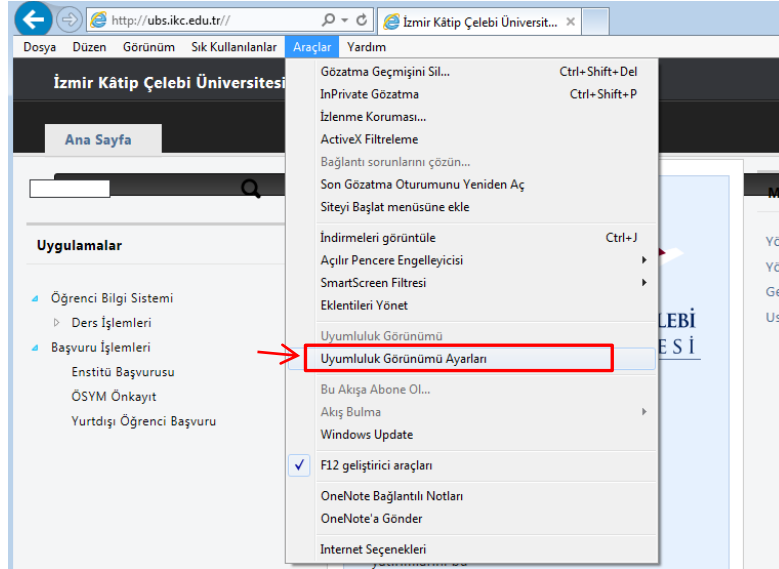 http://ubs.ikc.edu.tr//
İzmir Kâtip Çelebi Üniversit...
Dosya Düzen Görünüm Sık Kullanılanlar Araçlar Yardım
İzmir Kâtip Çelebi Üniversitesi
Ana Sayfa
Uygulamalar
Öğrenci Bilgi Sistemi
Ders İşlemleri
Başvuru İşlemleri
Enstitü Başvurusu
ÖSYM Önkayıt
Yurtdışı Öğrenci Başvuru
Gözatma Geçmişini Sil... Ctrl+Shift+Del
InPrivate Gözatma Ctrl+Shift+P
İzlenme Koruması...
ActiveX Filtreleme
Bağlantı sorunlarını çözün...
Son Gözatma Oturumunu Yeniden Aç
Siteyi Başlat menüsüne ekle
İndirmeleri görüntüle Ctrl+J
Açılır Pencere Engelleyicisi
SmartScreen Filtresi
Eklentileri Yönet
Uyumluluk Görünümü
Uyumluluk Görünümü Ayarları
Bu Akışa Abone Ol...
Akış Bulma
Windows Update
F12 geliştirici araçları
OneNote Bağlantılı Notları
OneNote'a Gönder
Internet Seçenekleri
LEBİ
ESİ